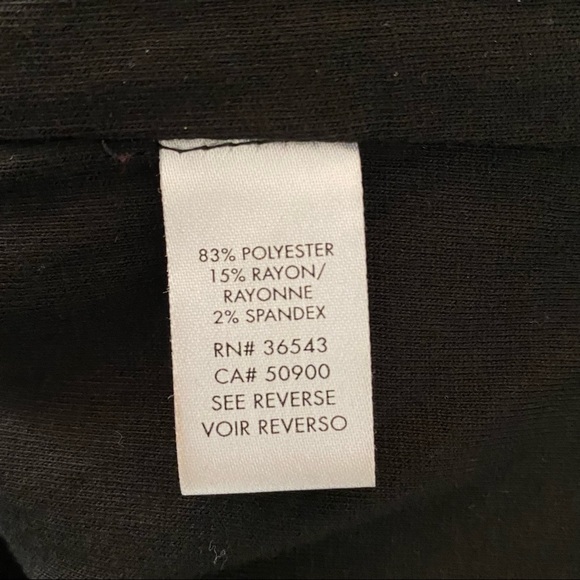 83% POLYESTER
15% RAYON/
RAYONNE
2% SPANDEX
RN# 36543
CA# 50900
SEE REVERSE
VOIR REVERSO